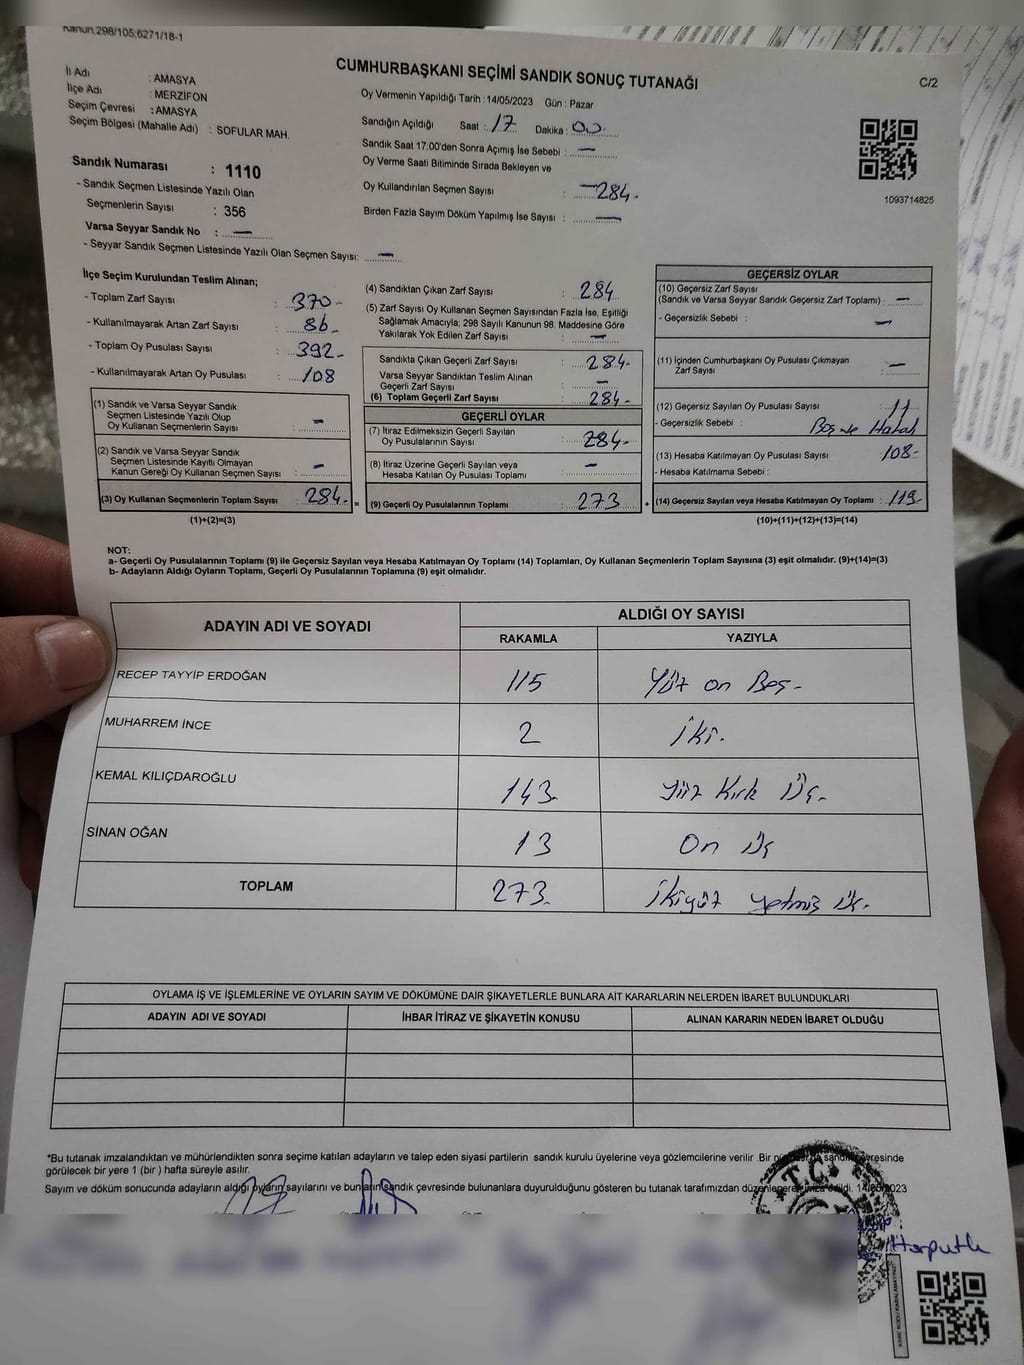 Kanun,298/105;6271/18-1
CUMHURBAŞKANI SEÇİMİ SANDIK SONUÇ TUTANAĞI
C/2
İl Adı : AMASYA
İlçe Adı : MERZİFON
Seçim Çevresi : AMASYA
Seçim Bölgesi (Mahalle Adı) : SOFULAR MAH.
Oy Vermenin Yapıldığı Tarih : 14/05/2023 Gün : Pazar
Sandığın Açıldığı Saat : 17 Dakika : 00
Sandık Saat 17:00'den Sonra Açımış İse Sebebi : —
Oy Verme Saati Bitiminde Sırada Bekleyen ve
Oy Kullandırılan Seçmen Sayısı : 284
Birden Fazla Sayım Döküm Yapılmış İse Sayısı : —
1093714825
Sandık Numarası : 1110
- Sandık Seçmen Listesinde Yazılı Olan
Seçmenlerin Sayısı : 356
Varsa Seyyar Sandık No : —
- Seyyar Sandık Seçmen Listesinde Yazılı Olan Seçmen Sayısı: —
İlçe Seçim Kurulundan Teslim Alınan;
- Toplam Zarf Sayısı : 370-
- Kullanılmayarak Artan Zarf Sayısı : 86-
- Toplam Oy Pusulası Sayısı : 392-
- Kullanılmayarak Artan Oy Pusulası : 108
(1) Sandık ve Varsa Seyyar Sandık
Seçmen Listesinde Yazılı Olup
Oy Kullanan Seçmenlerin Sayısı : —
(2) Sandık ve Varsa Seyyar Sandık
Seçmen Listesinde Kayıtlı Olmayan
Kanun Gereği Oy Kullanan Seçmen Sayısı : —
(3) Oy Kullanan Seçmenlerin Toplam Sayısı : 284-
(1)+(2)=(3)
(4) Sandıktan Çıkan Zarf Sayısı : 284
(5) Zarf Sayısı Oy Kullanan Seçmen Sayısından Fazla İse, Eşitliği
Sağlamak Amacıyla; 298 Sayılı Kanunun 98. Maddesine Göre
Yakılarak Yok Edilen Zarf Sayısı : —
Sandıkta Çıkan Geçerli Zarf Sayısı : 284-
Varsa Seyyar Sandıktan Teslim Alınan
Geçerli Zarf Sayısı : —
(6) Toplam Geçerli Zarf Sayısı : 284-
GEÇERLİ OYLAR
(7) İtiraz Edilmeksizin Geçerli Sayılan
Oy Pusulalarının Sayısı : 284-
(8) İtiraz Üzerine Geçerli Sayılan veya
Hesaba Katılan Oy Pusulası Toplamı : —
= (9) Geçerli Oy Pusulalarının Toplamı : 273
GEÇERSİZ OYLAR
(10) Geçersiz Zarf Sayısı
(Sandık ve Varsa Seyyar Sandık Geçersiz Zarf Toplamı) : —
- Geçersizlik Sebebi : —
(11) İçinden Cumhurbaşkanı Oy Pusulası Çıkmayan
Zarf Sayısı : —
(12) Geçersiz Sayılan Oy Pusulası Sayısı : 11
- Geçersizlik Sebebi : Boş ve Hatalı
(13) Hesaba Katılmayan Oy Pusulası Sayısı : 108-
- Hesaba Katılmama Sebebi :
+ (14) Geçersiz Sayılan veya Hesaba Katılmayan Oy Toplamı : 119-
(10)+(11)+(12)+(13)=(14)
NOT:
a- Geçerli Oy Pusulalarının Toplamı (9) ile Geçersiz Sayılan veya Hesaba Katılmayan Oy Toplamı (14) Toplamları, Oy Kullanan Seçmenlerin Toplam Sayısına (3) eşit olmalıdır. (9)+(14)=(3)
b- Adayların Aldığı Oyların Toplamı, Geçerli Oy Pusulalarının Toplamına (9) eşit olmalıdır.
ADAYIN ADI VE SOYADI
ALDIĞI OY SAYISI
RAKAMLA YAZIYLA
RECEP TAYYİP ERDOĞAN 115 Yüz on Beş-
MUHARREM İNCE 2 iki.
KEMAL KILIÇDAROĞLU 143- yüz Kırk Üç-
SİNAN OĞAN 13 On Üç
TOPLAM 273- İkiyüz yetmiş üç-
OYLAMA İŞ VE İŞLEMLERİNE VE OYLARIN SAYIM VE DÖKÜMÜNE DAİR ŞİKAYETLERLE BUNLARA AİT KARARLARIN NELERDEN İBARET BULUNDUKLARI
ADAYIN ADI VE SOYADI İHBAR İTİRAZ VE ŞİKAYETİN KONUSU ALINAN KARARIN NEDEN İBARET OLDUĞU
*Bu tutanak imzalandıktan ve mühürlendikten sonra seçime katılan adayların ve talep eden siyasi partilerin sandık kurulu üyelerine veya gözlemcilerine verilir .Bir nüshası da sandık çevresinde
görülecek bir yere 1 (bir ) hafta süreyle asılır.
Sayım ve döküm sonucunda adayların aldığı oyların sayılarını ve bunların sandık çevresinde bulunanlara duyurulduğunu gösteren bu tutanak tarafımızdan düzenlenerek imza edildi. 14/05/2023
T.C.
Harputlu